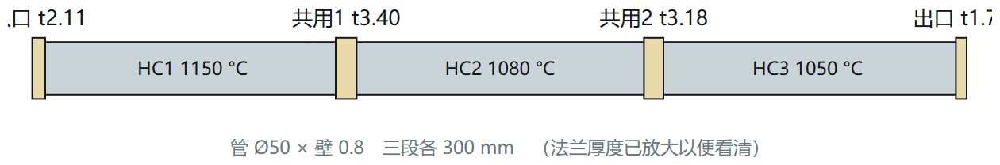 口 t2.11
共用1 t3.40
共用2 t3.18
出口 t1.7
HC1 1150 °C
HC2 1080 °C
HC3 1050 °C
管 Ø50 × 壁 0.8 三段各 300 mm （法兰厚度已放大以便看清）